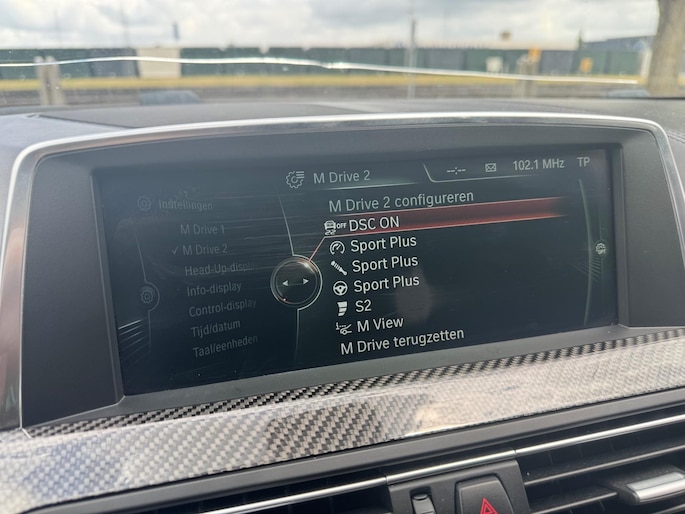 M Drive 2
--:-- 102.1 MHz TP
Instellingen
M Drive 1
✓ M Drive 2
Head-Up-disp
Info-display
Control-display
Tijd/datum
Taal/eenheden
M Drive 2 configureren
OFF DSC ON
Sport Plus
Sport Plus
Sport Plus
S2
M View
M Drive terugzetten